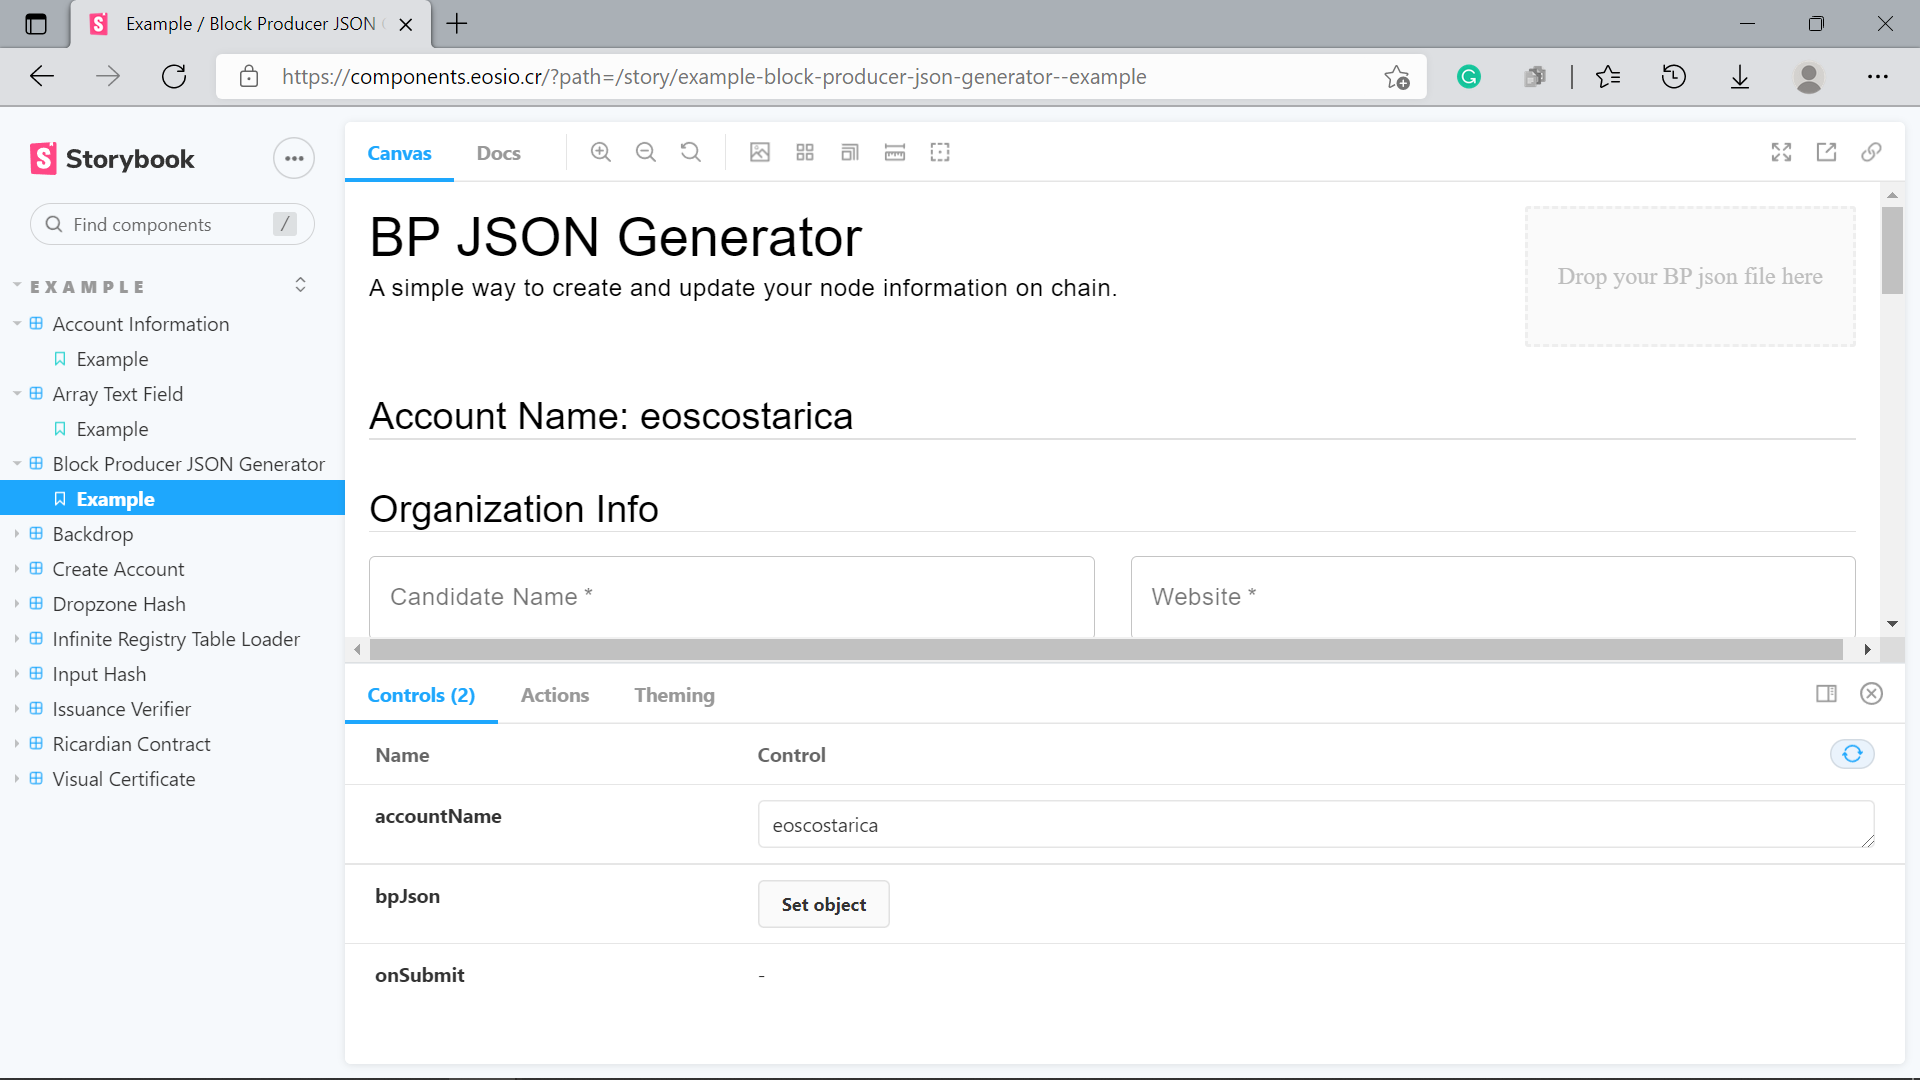 Example / Block Producer JSON
https://components.eosio.cr/?path=/story/example-block-producer-json-generator--example
Storybook
Find components /
EXAMPLE
Account Information
Example
Array Text Field
Example
Block Producer JSON Generator
Example
Backdrop
Create Account
Dropzone Hash
Infinite Registry Table Loader
Input Hash
Issuance Verifier
Ricardian Contract
Visual Certificate
Canvas Docs
BP JSON Generator
A simple way to create and update your node information on chain.
Drop your BP json file here
Account Name: eoscostarica
Organization Info
Candidate Name * Website *
Controls (2) Actions Theming
Name Control
accountName eoscostarica
bpJson Set object
onSubmit -